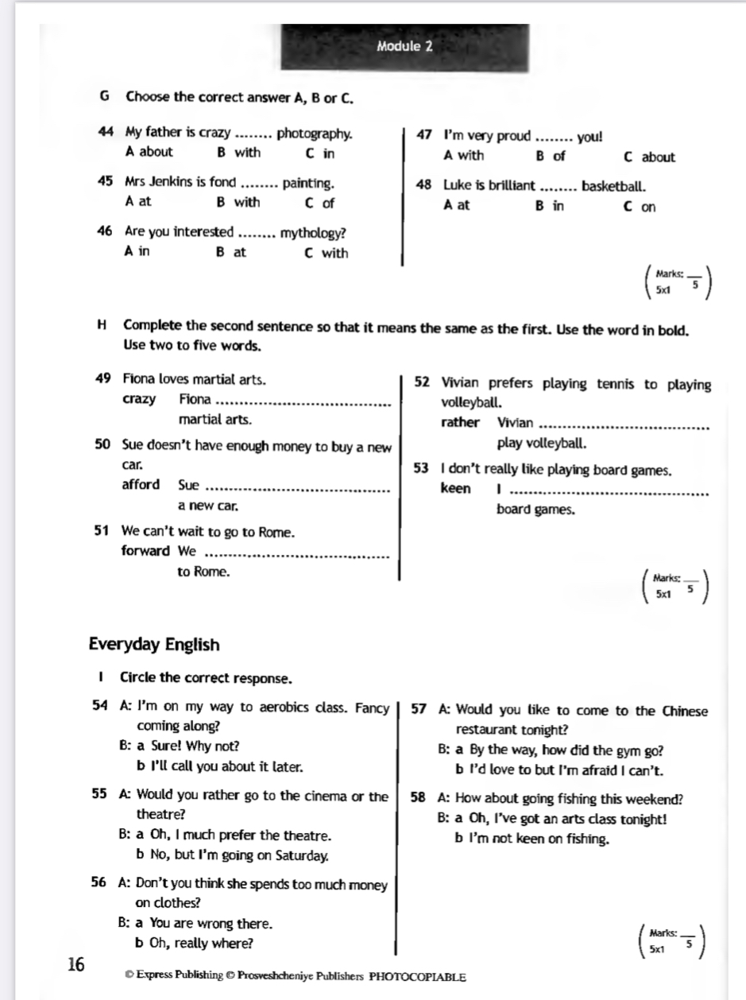 Module 2
G Choose the correct answer A, B or C.
44 My father is crazy ........ photography.
A about B with C in
45 Mrs Jenkins is fond ........ painting.
A at B with C of
46 Are you interested ........ mythology?
A in B at C with
47 I'm very proud ........ you!
A with B of C about
48 Luke is brilliant ........ basketball.
A at B in C on
Marks: __
5x1 5
H Complete the second sentence so that it means the same as the first. Use the word in bold.
Use two to five words.
49 Fiona loves martial arts.
crazy Fiona ........................................
martial arts.
50 Sue doesn't have enough money to buy a new
car.
afford Sue ........................................
a new car.
51 We can't wait to go to Rome.
forward We ........................................
to Rome.
52 Vivian prefers playing tennis to playing
volleyball.
rather Vivian ........................................
play volleyball.
53 I don't really like playing board games.
keen I ........................................
board games.
Marks: __
5x1 5
Everyday English
I Circle the correct response.
54 A: I'm on my way to aerobics class. Fancy
coming along?
B: a Sure! Why not?
b I'll call you about it later.
55 A: Would you rather go to the cinema or the
theatre?
B: a Oh, I much prefer the theatre.
b No, but I'm going on Saturday.
56 A: Don't you think she spends too much money
on clothes?
B: a You are wrong there.
b Oh, really where?
57 A: Would you like to come to the Chinese
restaurant tonight?
B: a By the way, how did the gym go?
b I'd love to but I'm afraid I can't.
58 A: How about going fishing this weekend?
B: a Oh, I've got an arts class tonight!
b I'm not keen on fishing.
Marks: __
5x1 5
16
© Express Publishing © Prosveshcheniye Publishers PHOTOCOPIABLE